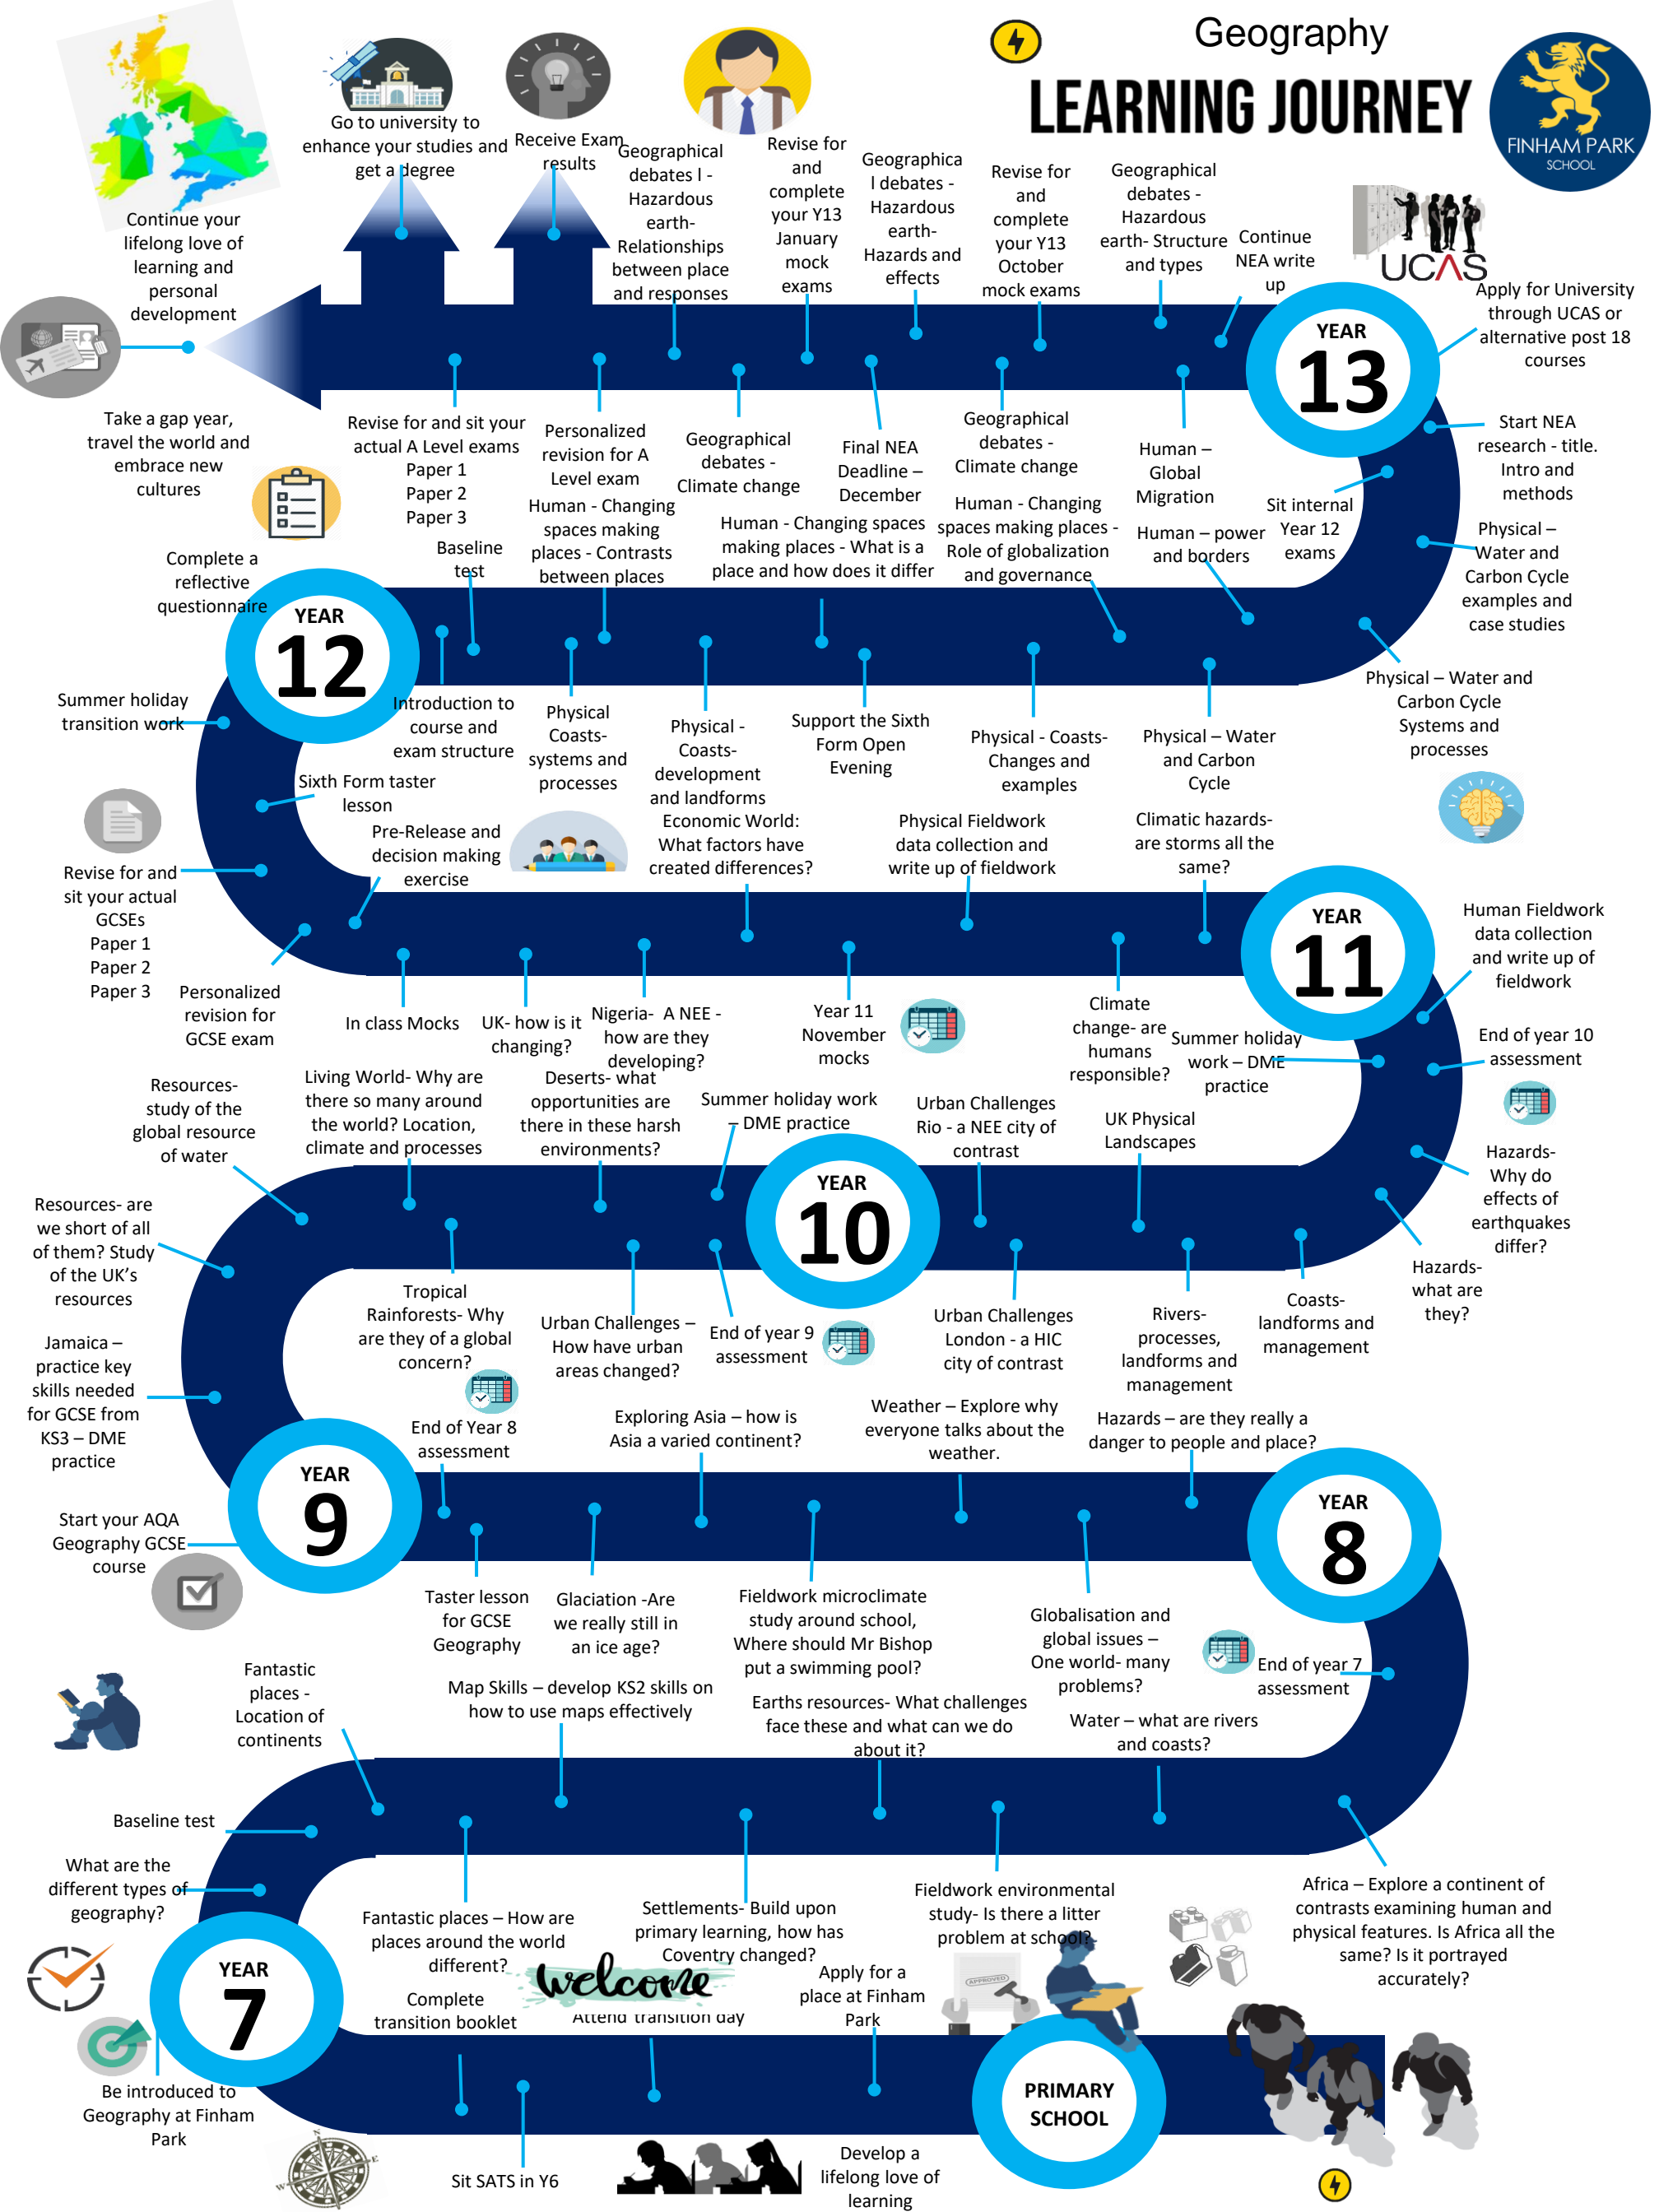 Geography
LEARNING JOURNEY
FINHAM PARK
SCHOOL
Go to university to
enhance your studies and
get a degree
Receive Exam
results
Geographical
debates I -
Hazardous
earth-
Relationships
between place
and responses
Revise for
and
complete
your Y13
January
mock
exams
Geographica
l debates -
Hazardous
earth-
Hazards and
effects
Revise for
and
complete
your Y13
October
mock exams
Geographical
debates -
Hazardous
earth- Structure
and types
Continue
NEA write
up
UCAS
Continue your
lifelong love of
learning and
personal
development
Apply for University
through UCAS or
alternative post 18
courses
YEAR
13
Take a gap year,
travel the world and
embrace new
cultures
Revise for and sit your
actual A Level exams
Paper 1
Paper 2
Paper 3
Personalized
revision for A
Level exam
Geographical
debates -
Climate change
Final NEA
Deadline –
December
Geographical
debates -
Climate change
Human –
Global
Migration
Start NEA
research - title.
Intro and
methods
Sit internal
Year 12
exams
Physical –
Water and
Carbon Cycle
examples and
case studies
Complete a
reflective
questionnaire
Baseline
test
Human - Changing
spaces making
places - Contrasts
between places
Human - Changing spaces
making places - What is a
place and how does it differ
Human - Changing
spaces making places -
Role of globalization
and governance
Human – power
and borders
YEAR
12
Physical – Water and
Carbon Cycle
Systems and
processes
Summer holiday
transition work
Introduction to
course and
exam structure
Physical
Coasts-
systems and
processes
Physical -
Coasts-
development
and landforms
Support the Sixth
Form Open
Evening
Physical - Coasts-
Changes and
examples
Physical – Water
and Carbon
Cycle
Sixth Form taster
lesson
Pre-Release and
decision making
exercise
Economic World:
What factors have
created differences?
Physical Fieldwork
data collection and
write up of fieldwork
Climatic hazards-
are storms all the
same?
Revise for and
sit your actual
GCSEs
Paper 1
Paper 2
Paper 3
YEAR
11
Human Fieldwork
data collection
and write up of
fieldwork
Personalized
revision for
GCSE exam
In class Mocks
UK- how is it
changing?
Nigeria- A NEE -
how are they
developing?
Year 11
November
mocks
Climate
change- are
humans
responsible?
Summer holiday
work – DME
practice
End of year 10
assessment
Resources-
study of the
global resource
of water
Living World- Why are
there so many around
the world? Location,
climate and processes
Deserts- what
opportunities are
there in these harsh
environments?
Summer holiday work
– DME practice
Urban Challenges
Rio - a NEE city of
contrast
UK Physical
Landscapes
Hazards-
Why do
effects of
earthquakes
differ?
YEAR
10
Resources- are
we short of all
of them? Study
of the UK's
resources
Hazards-
what are
they?
Tropical
Rainforests- Why
are they of a global
concern?
Urban Challenges –
How have urban
areas changed?
End of year 9
assessment
Urban Challenges
London - a HIC
city of contrast
Rivers-
processes,
landforms and
management
Coasts-
landforms and
management
Jamaica –
practice key
skills needed
for GCSE from
KS3 – DME
practice
End of Year 8
assessment
Exploring Asia – how is
Asia a varied continent?
Weather – Explore why
everyone talks about the
weather.
Hazards – are they really a
danger to people and place?
YEAR
9
YEAR
8
Start your AQA
Geography GCSE
course
Taster lesson
for GCSE
Geography
Glaciation -Are
we really still in
an ice age?
Fieldwork microclimate
study around school,
Where should Mr Bishop
put a swimming pool?
Globalisation and
global issues –
One world- many
problems?
End of year 7
assessment
Fantastic
places -
Location of
continents
Map Skills – develop KS2 skills on
how to use maps effectively
Earths resources- What challenges
face these and what can we do
about it?
Water – what are rivers
and coasts?
Baseline test
What are the
different types of
geography?
Fantastic places – How are
places around the world
different?
Settlements- Build upon
primary learning, how has
Coventry changed?
Fieldwork environmental
study- Is there a litter
problem at school?
Africa – Explore a continent of
contrasts examining human and
physical features. Is Africa all the
same? Is it portrayed
accurately?
YEAR
7
Complete
transition booklet
welcome
Attend transition day
Apply for a
place at Finham
Park
APPROVED
PRIMARY
SCHOOL
Be introduced to
Geography at Finham
Park
Sit SATS in Y6
Develop a
lifelong love of
learning
N
E
S
W